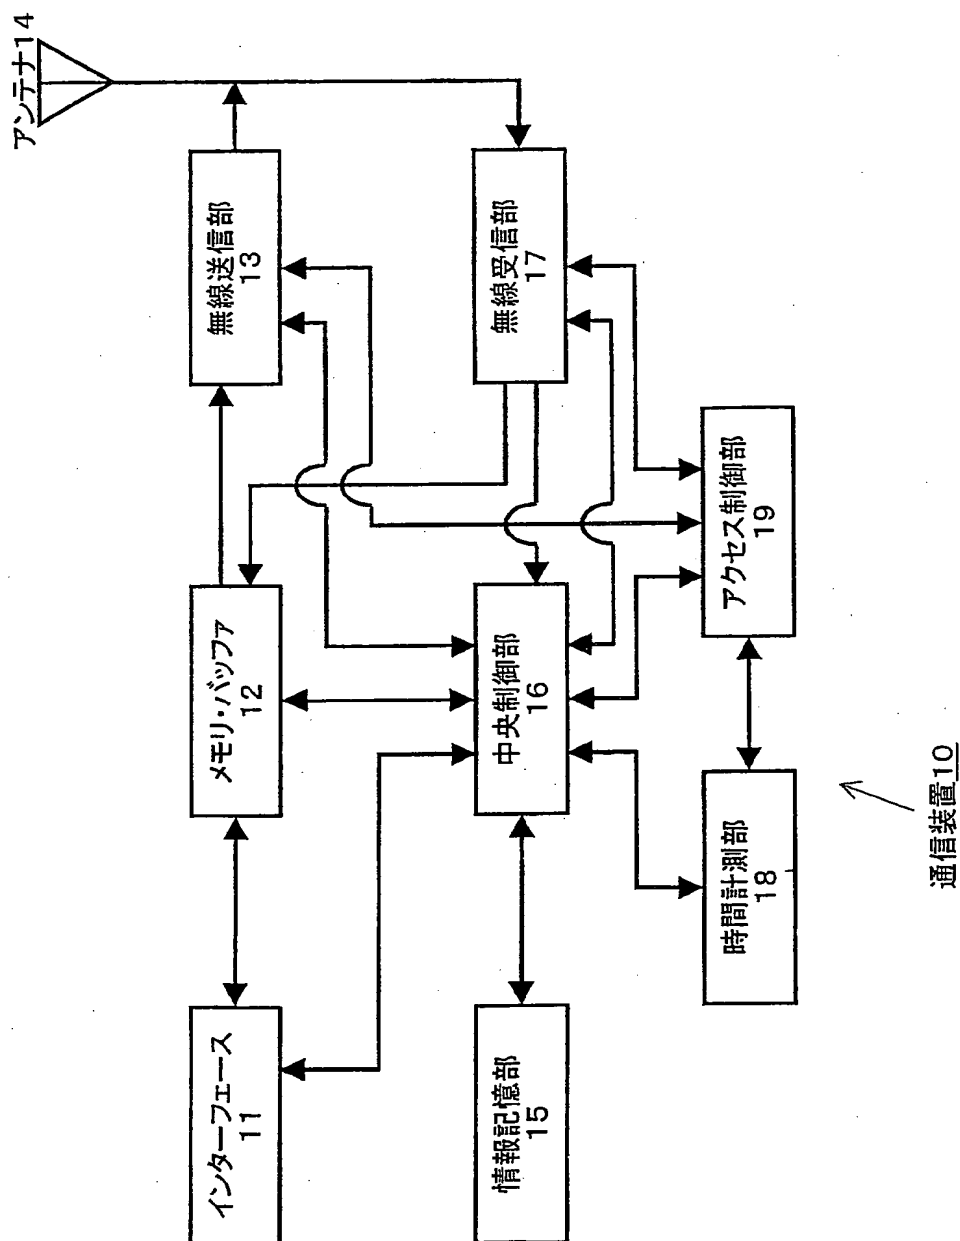 アンテナ14
インターフェース
11
メモリ・バッファ
12
無線送信部
13
情報記憶部
15
中央制御部
16
無線受信部
17
時間計測部
18
アクセス制御部
19
通信装置10